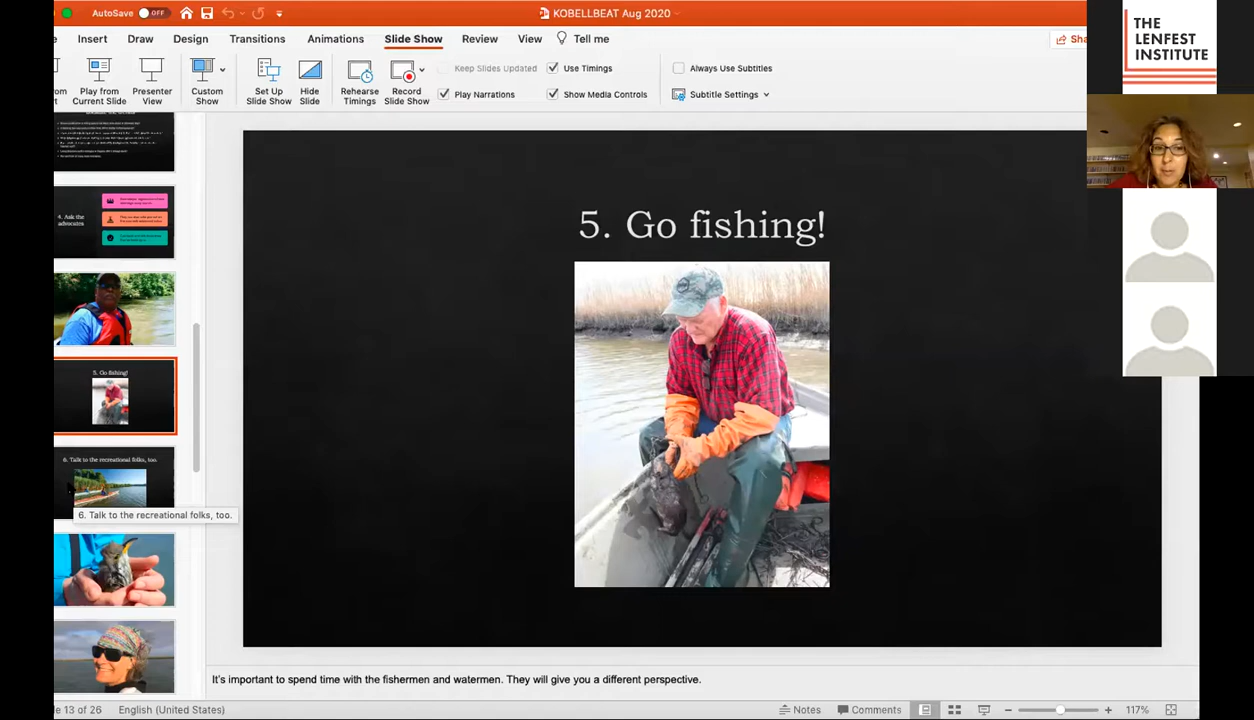 AutoSave OFF
KOBELLBEAT Aug 2020
Insert Draw Design Transitions Animations Slide Show Review View Tell me
Play from
Current Slide
Presenter
View
Custom
Show
Set Up
Slide Show
Hide
Slide
Rehearse
Timings
Record
Slide Show
Keep Slides Updated
Play Narrations
Use Timings
Show Media Controls
Always Use Subtitles
Subtitle Settings
THE
LENFEST
INSTITUTE
4. Ask the
advocates
5. Go fishing!
6. Talk to the recreational folks, too.
6. Talk to the recreational folks, too.
5. Go fishing!
It's important to spend time with the fishermen and watermen. They will give you a different perspective.
13 of 26
English (United States)
Notes
Comments
117%